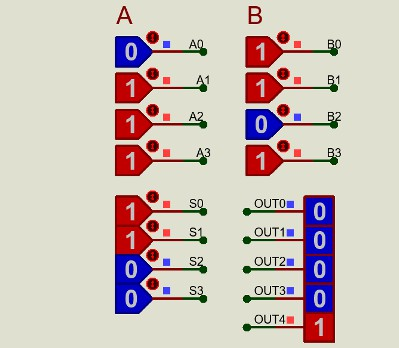 A B
0 A0 1 B0
1 A1 1 B1
1 A2 0 B2
1 A3 1 B3
1 S0 OUT0 0
1 S1 OUT1 0
0 S2 OUT2 0
0 S3 OUT3 0
OUT4 1